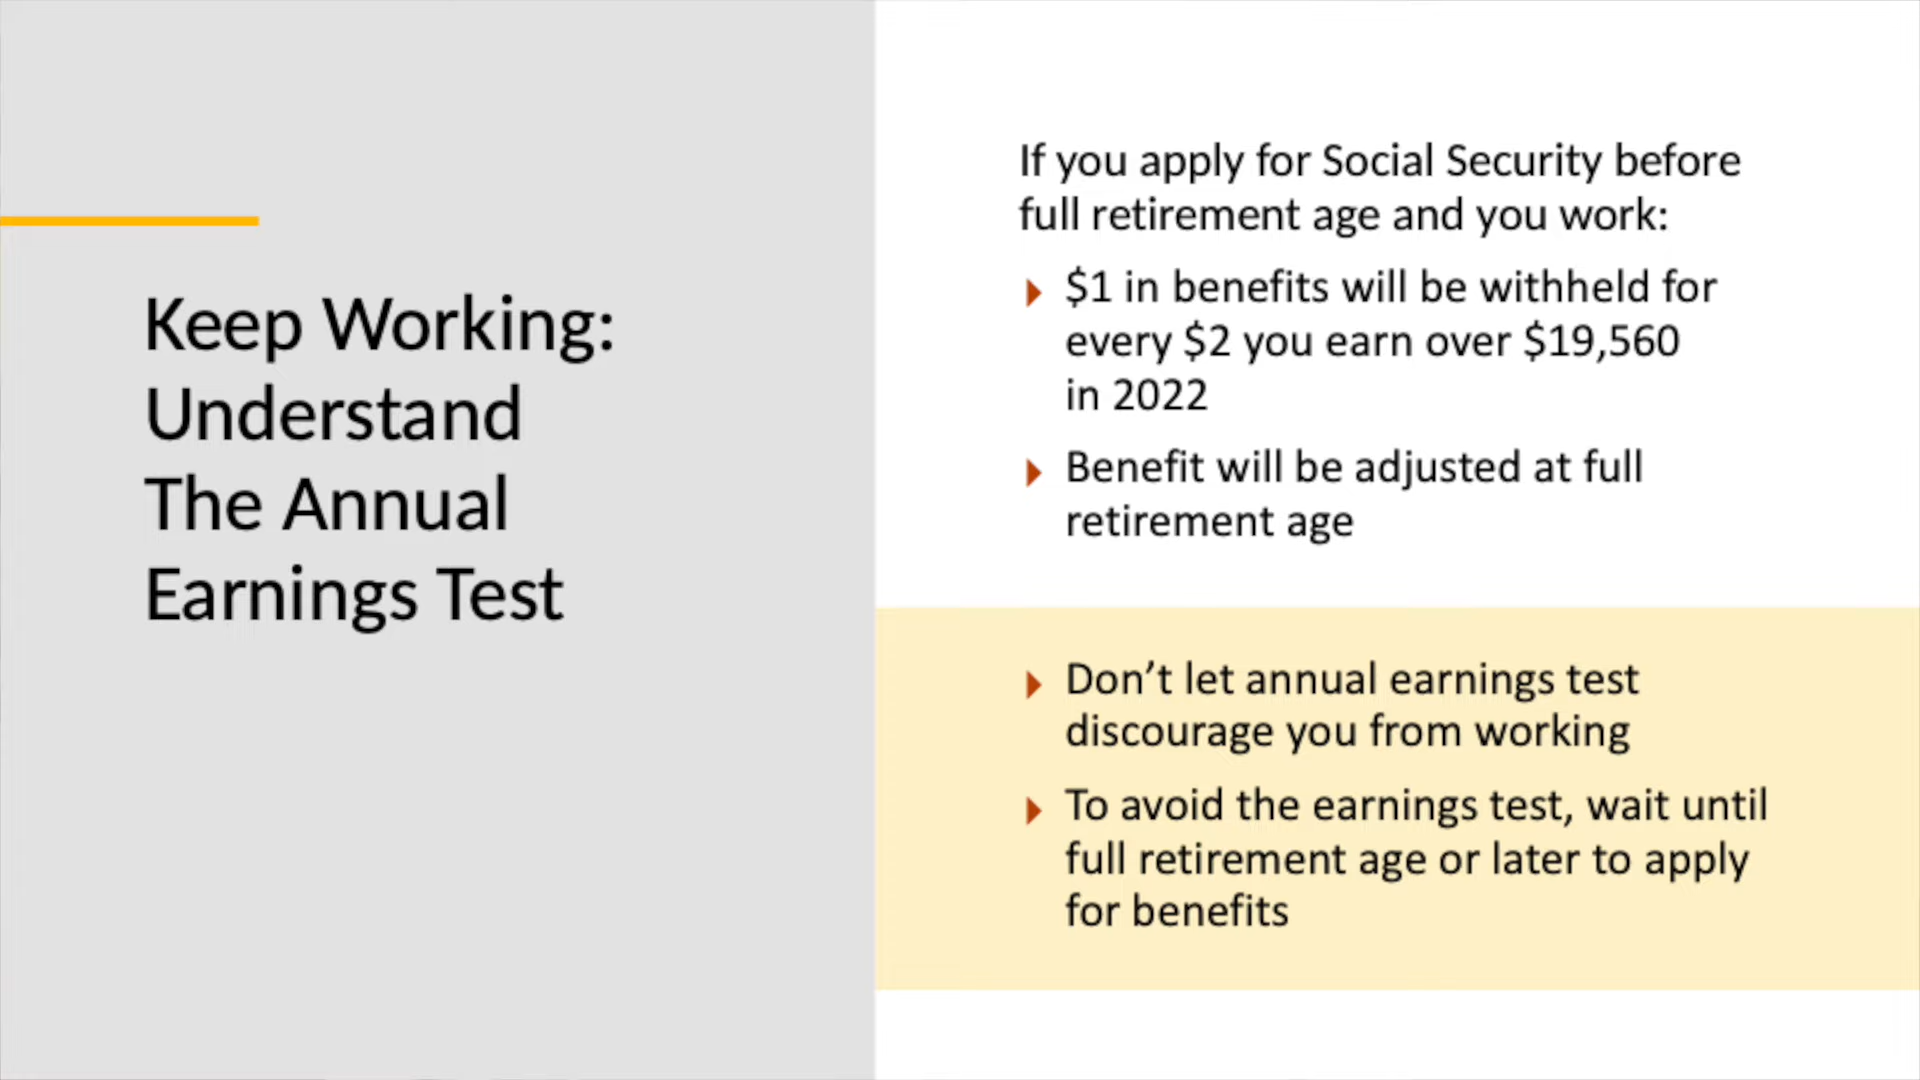 Keep Working:
Understand
The Annual
Earnings Test
If you apply for Social Security before
full retirement age and you work:
$1 in benefits will be withheld for
every $2 you earn over $19,560
in 2022
Benefit will be adjusted at full
retirement age
Don’t let annual earnings test
discourage you from working
To avoid the earnings test, wait until
full retirement age or later to apply
for benefits